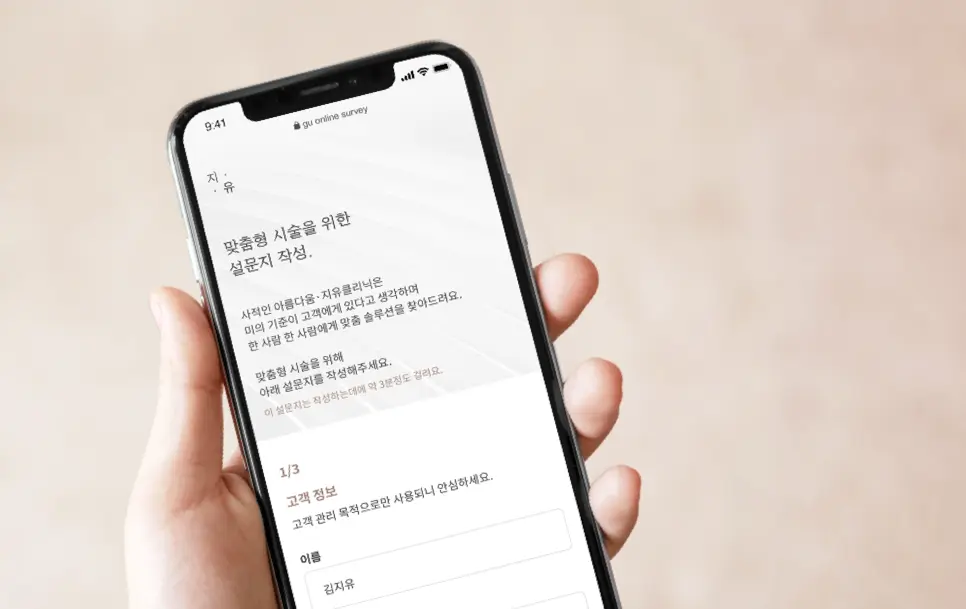 9:41
gu online survey
지 ·
· 유
맞춤형 시술을 위한
설문지 작성.
사적인 아름다움·지유클리닉은
미의 기준이 고객에게 있다고 생각하며
한 사람 한 사람에게 맞춤 솔루션을 찾아드려요.
맞춤형 시술을 위해
아래 설문지를 작성해주세요.
이 설문지는 작성하는데에 약 3분정도 걸려요.
1/3
고객 정보
고객 관리 목적으로만 사용되니 안심하세요.
이름
김지유